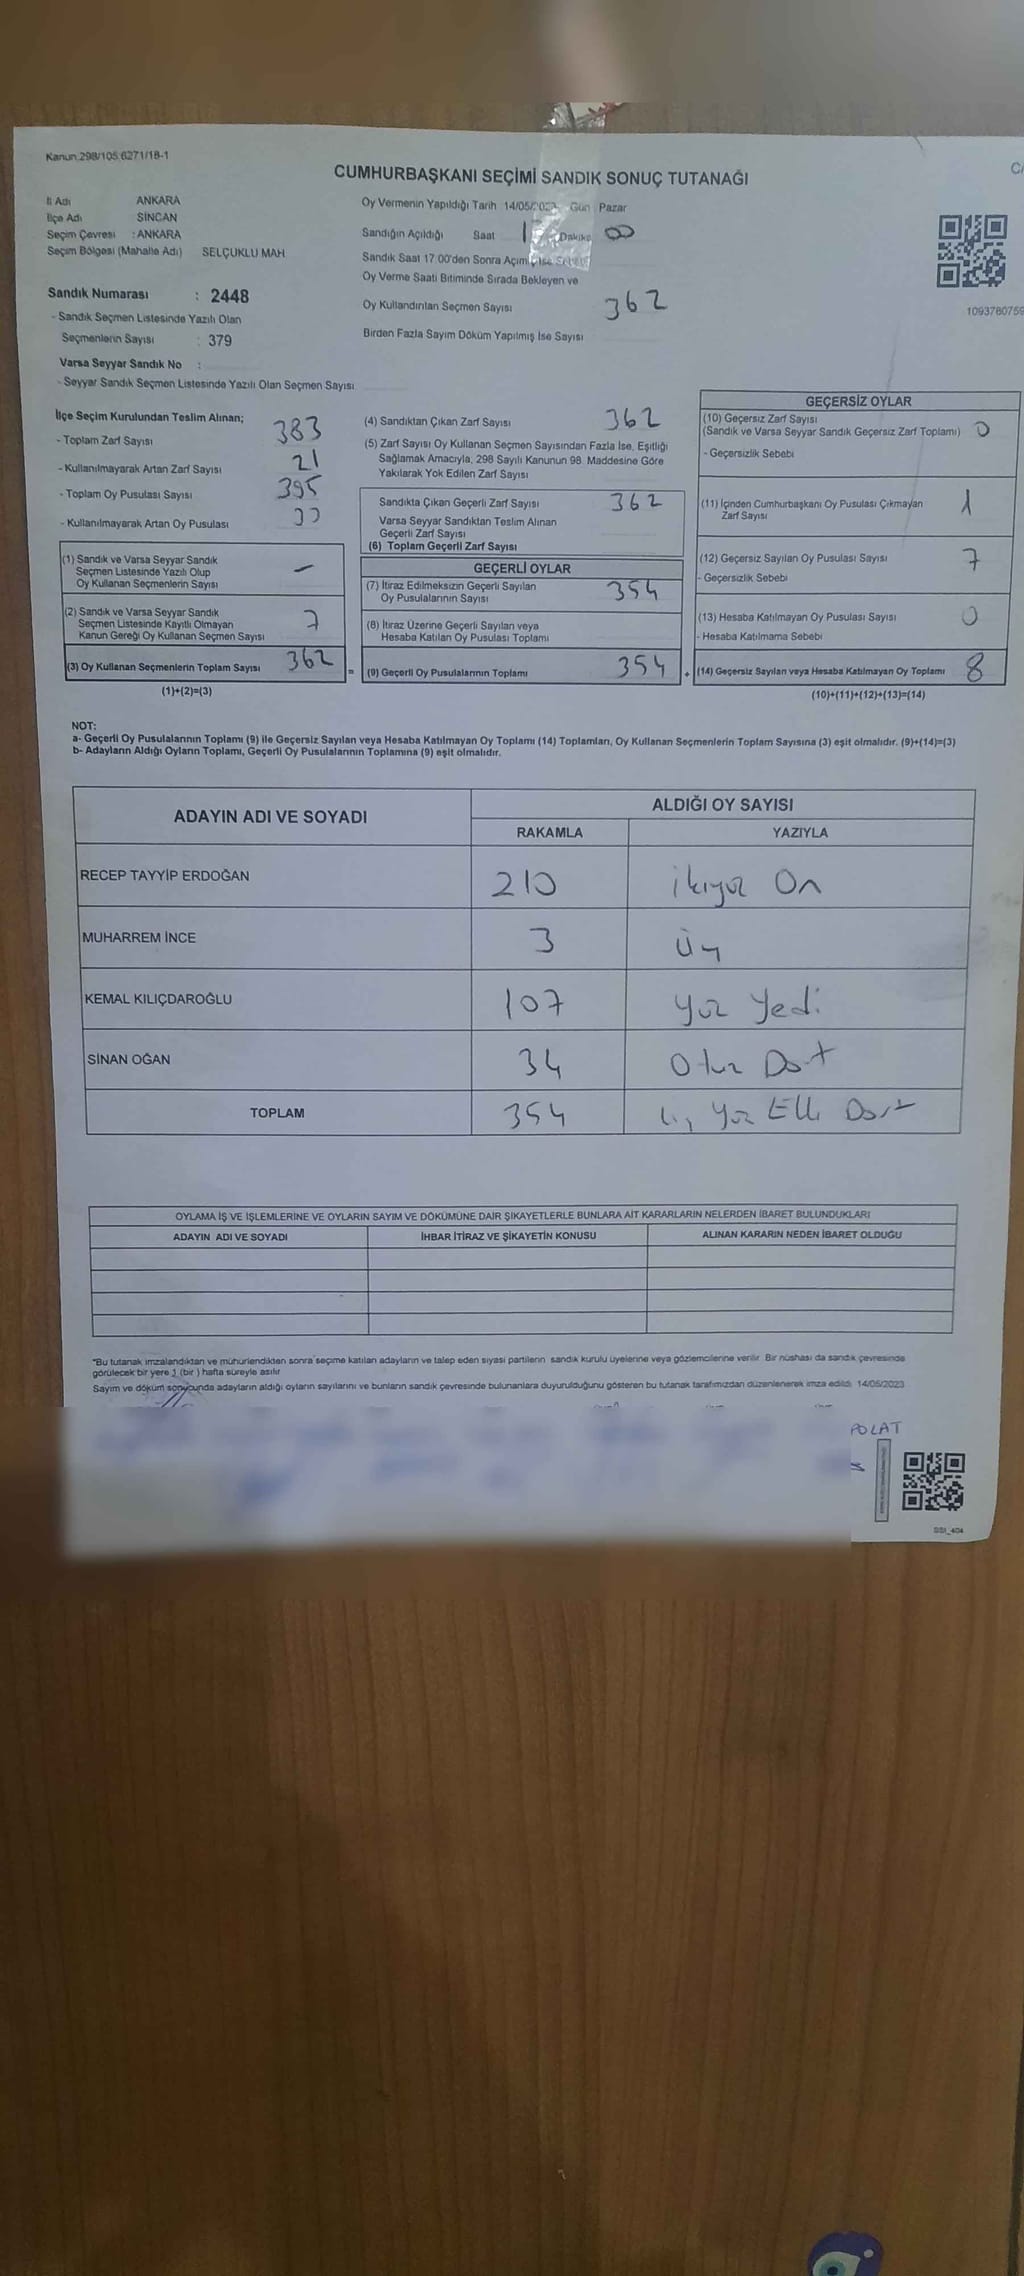 Kanun:298/105:6271/18-1
CUMHURBAŞKANI SEÇİMİ SANDIK SONUÇ TUTANAĞI
İl Adı ANKARA
İlçe Adı SİNCAN
Seçim Çevresi : ANKARA
Seçim Bölgesi (Mahalle Adı) SELÇUKLU MAH
Sandık Numarası : 2448
- Sandık Seçmen Listesinde Yazılı Olan
Seçmenlerin Sayısı : 379
Varsa Seyyar Sandık No :
- Seyyar Sandık Seçmen Listesinde Yazılı Olan Seçmen Sayısı
Oy Vermenin Yapıldığı Tarih 14/05/2023 Gün : Pazar
Sandığın Açıldığı Saat Dakika 00
Sandık Saat 17:00'den Sonra Açım
Oy Verme Saati Bitiminde Sırada Bekleyen ve
Oy Kullandırılan Seçmen Sayısı 362
Birden Fazla Sayım Döküm Yapılmış İse Sayısı
1093780759
İlçe Seçim Kurulundan Teslim Alınan;
- Toplam Zarf Sayısı 383
- Kullanılmayarak Artan Zarf Sayısı 21
- Toplam Oy Pusulası Sayısı 395
- Kullanılmayarak Artan Oy Pusulası
(1) Sandık ve Varsa Seyyar Sandık
Seçmen Listesinde Yazılı Olup
Oy Kullanan Seçmenlerin Sayısı -
(2) Sandık ve Varsa Seyyar Sandık
Seçmen Listesinde Kayıtlı Olmayan
Kanun Gereği Oy Kullanan Seçmen Sayısı 7
(3) Oy Kullanan Seçmenlerin Toplam Sayısı 362
(1)+(2)=(3)
(4) Sandıktan Çıkan Zarf Sayısı 362
(5) Zarf Sayısı Oy Kullanan Seçmen Sayısından Fazla İse, Eşitliği
Sağlamak Amacıyla, 298 Sayılı Kanunun 98. Maddesine Göre
Yakılarak Yok Edilen Zarf Sayısı
Sandıkta Çıkan Geçerli Zarf Sayısı 362
Varsa Seyyar Sandıktan Teslim Alınan
Geçerli Zarf Sayısı
(6) Toplam Geçerli Zarf Sayısı
GEÇERLİ OYLAR
(7) İtiraz Edilmeksizin Geçerli Sayılan
Oy Pusulalarının Sayısı 354
(8) İtiraz Üzerine Geçerli Sayılan veya
Hesaba Katılan Oy Pusulası Toplamı
= (9) Geçerli Oy Pusulalarının Toplamı 354
GEÇERSİZ OYLAR
(10) Geçersiz Zarf Sayısı
(Sandık ve Varsa Seyyar Sandık Geçersiz Zarf Toplamı) 0
- Geçersizlik Sebebi
(11) İçinden Cumhurbaşkanı Oy Pusulası Çıkmayan
Zarf Sayısı 1
(12) Geçersiz Sayılan Oy Pusulası Sayısı 7
- Geçersizlik Sebebi
(13) Hesaba Katılmayan Oy Pusulası Sayısı 0
- Hesaba Katılmama Sebebi
+ (14) Geçersiz Sayılan veya Hesaba Katılmayan Oy Toplamı 8
(10)+(11)+(12)+(13)=(14)
NOT:
a- Geçerli Oy Pusulalarının Toplamı (9) ile Geçersiz Sayılan veya Hesaba Katılmayan Oy Toplamı (14) Toplamları, Oy Kullanan Seçmenlerin Toplam Sayısına (3) eşit olmalıdır. (9)+(14)=(3)
b- Adayların Aldığı Oyların Toplamı, Geçerli Oy Pusulalarının Toplamına (9) eşit olmalıdır.
ADAYIN ADI VE SOYADI ALDIĞI OY SAYISI
RAKAMLA YAZIYLA
RECEP TAYYİP ERDOĞAN 210 ikiyüz On
MUHARREM İNCE 3 Üç
KEMAL KILIÇDAROĞLU 107 Yüz Yedi
SİNAN OĞAN 34 Otuz Dört
TOPLAM 354 Üç Yüz Elli Dört
OYLAMA İŞ VE İŞLEMLERİNE VE OYLARIN SAYIM VE DÖKÜMÜNE DAİR ŞİKAYETLERLE BUNLARA AİT KARARLARIN NELERDEN İBARET BULUNDUKLARI
ADAYIN ADI VE SOYADI İHBAR İTİRAZ VE ŞİKAYETİN KONUSU ALINAN KARARIN NEDEN İBARET OLDUĞU
*Bu tutanak imzalandıktan ve mühürlendikten sonra seçime katılan adayların ve talep eden siyasi partilerin sandık kurulu üyelerine veya gözlemcilerine verilir. Bir nüshası da sandık çevresinde
görülecek bir yere 1 (bir) hafta süreyle asılır
Sayım ve döküm sonucunda adayların aldığı oyların sayılarını ve bunların sandık çevresinde bulunanlara duyurulduğunu gösteren bu tutanak tarafımızdan düzenlenerek imza edildi. 14/05/2023
POLAT
SSI_404